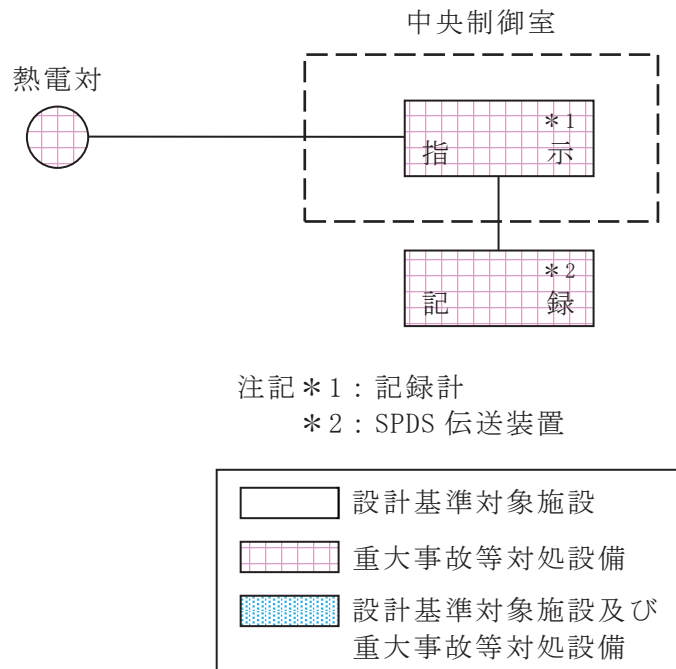 中央制御室
熱電対
＊1
指示
＊2
記録
注記＊1：記録計
＊2：SPDS 伝送装置
設計基準対象施設
重大事故等対処設備
設計基準対象施設及び
重大事故等対処設備